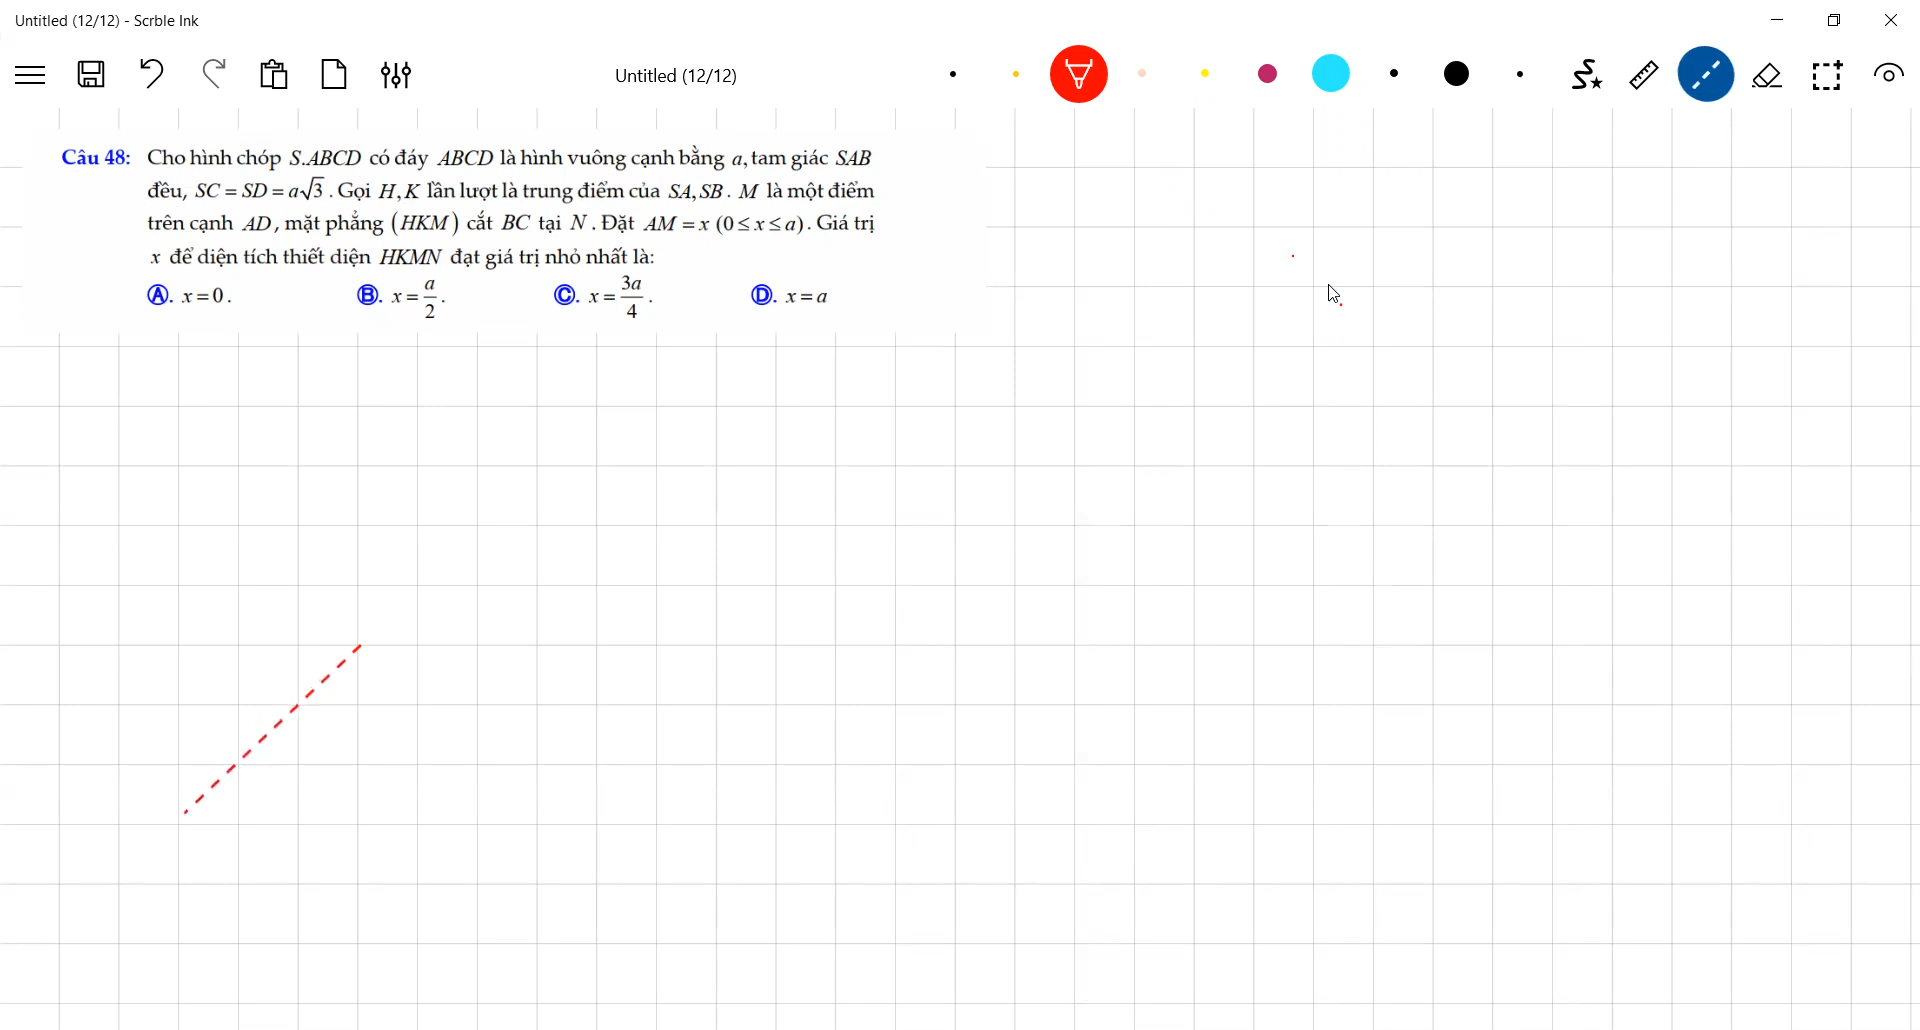 Untitled (12/12) - Scrble Ink
Untitled (12/12)
Câu 48: Cho hình chóp S.ABCD có đáy ABCD là hình vuông cạnh bằng a, tam giác SAB
đều, SC = SD = a√3. Gọi H, K lần lượt là trung điểm của SA, SB. M là một điểm
trên cạnh AD, mặt phẳng (HKM) cắt BC tại N. Đặt AM = x (0 ≤ x ≤ a). Giá trị
x để diện tích thiết diện HKMN đạt giá trị nhỏ nhất là:
A. x = 0. B. x = a/2. C. x = 3a/4. D. x = a